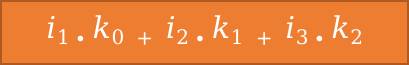 i₁.k₀ + i₂.k₁ + i₃.k₂